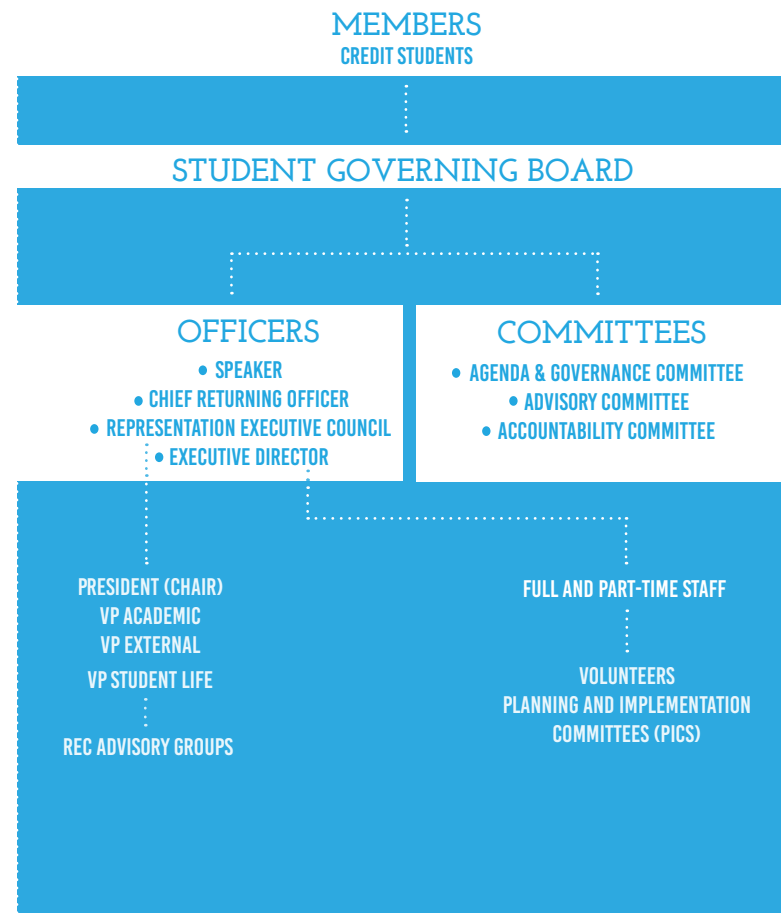 MEMBERS
CREDIT STUDENTS
STUDENT GOVERNING BOARD
OFFICERS
• SPEAKER
• CHIEF RETURNING OFFICER
• REPRESENTATION EXECUTIVE COUNCIL
• EXECUTIVE DIRECTOR
COMMITTEES
• AGENDA & GOVERNANCE COMMITTEE
• ADVISORY COMMITTEE
• ACCOUNTABILITY COMMITTEE
PRESIDENT (CHAIR)
VP ACADEMIC
VP EXTERNAL
VP STUDENT LIFE
REC ADVISORY GROUPS
FULL AND PART-TIME STAFF
VOLUNTEERS
PLANNING AND IMPLEMENTATION
COMMITTEES (PICS)